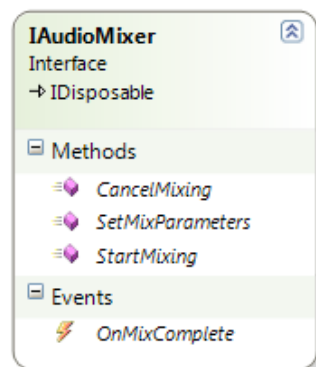 IAudioMixer
Interface
IDisposable
Methods
CancelMixing
SetMixParameters
StartMixing
Events
OnMixComplete